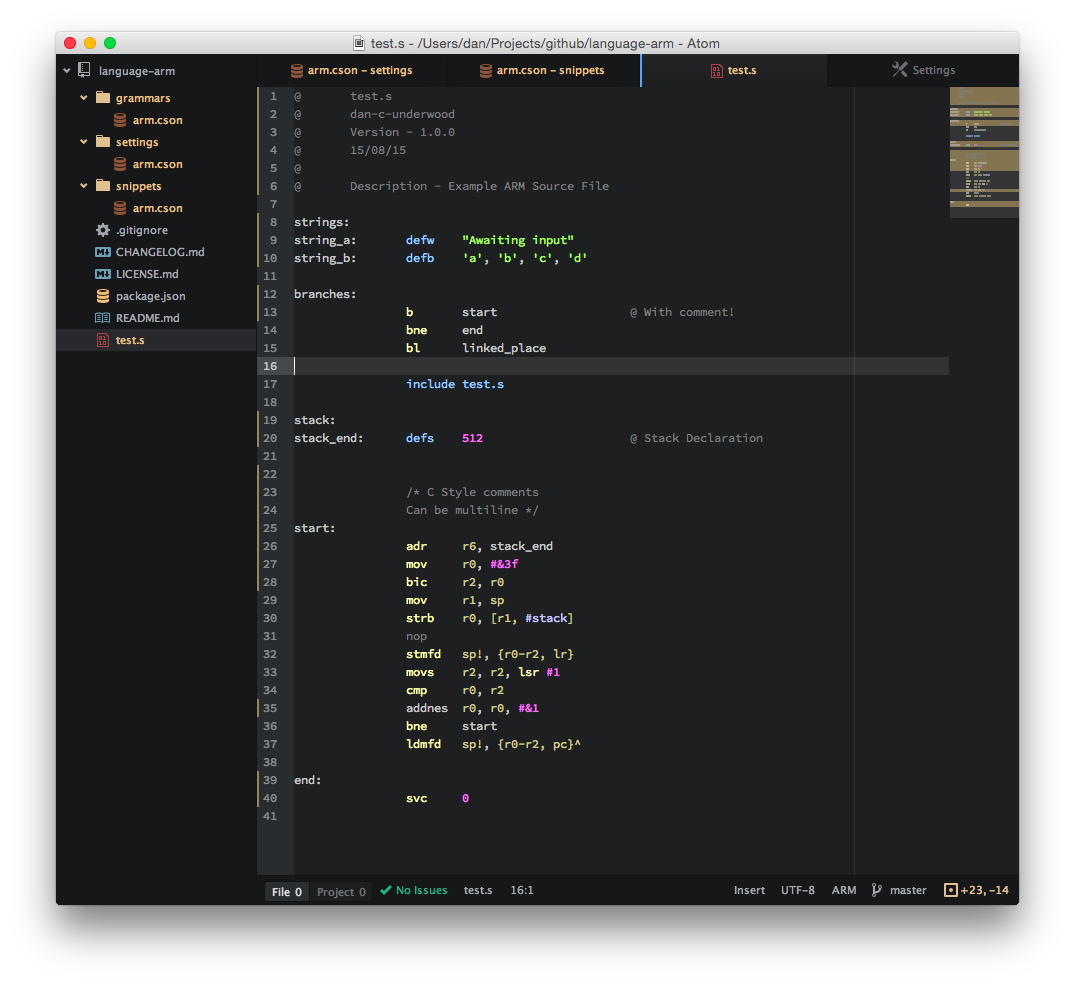 test.s - /Users/dan/Projects/github/language-arm - Atom
language-arm
grammars
arm.cson
settings
arm.cson
snippets
arm.cson
.gitignore
CHANGELOG.md
LICENSE.md
package.json
README.md
test.s
arm.cson – settings
arm.cson – snippets
test.s
Settings
1 @ test.s
2 @ dan-c-underwood
3 @ Version - 1.0.0
4 @ 15/08/15
5 @
6 @ Description - Example ARM Source File
7
8 strings:
9 string_a: defw "Awaiting input"
10 string_b: defb 'a', 'b', 'c', 'd'
11
12 branches:
13 b start @ With comment!
14 bne end
15 bl linked_place
16
17 include test.s
18
19 stack:
20 stack_end: defs 512 @ Stack Declaration
21
22
23 /* C Style comments
24 Can be multiline */
25 start:
26 adr r6, stack_end
27 mov r0, #&3f
28 bic r2, r0
29 mov r1, sp
30 strb r0, [r1, #stack]
31 nop
32 stmfd sp!, {r0-r2, lr}
33 movs r2, r2, lsr #1
34 cmp r0, r2
35 addnes r0, r0, #&1
36 bne start
37 ldmfd sp!, {r0-r2, pc}^
38
39 end:
40 svc 0
41
File 0 Project 0 No Issues test.s 16:1 Insert UTF-8 ARM master +23, -14